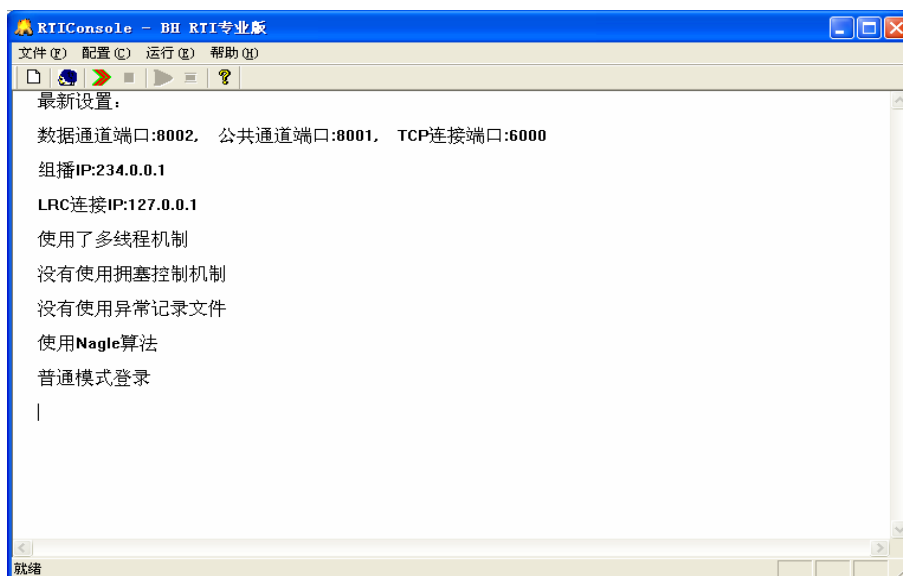 RTIConsole - BH RTI专业版
文件(F) 配置(C) 运行(R) 帮助(H)
最新设置：
数据通道端口:8002, 公共通道端口:8001, TCP连接端口:6000
组播IP:234.0.0.1
LRC连接IP:127.0.0.1
使用了多线程机制
没有使用拥塞控制机制
没有使用异常记录文件
使用Nagle算法
普通模式登录
就绪